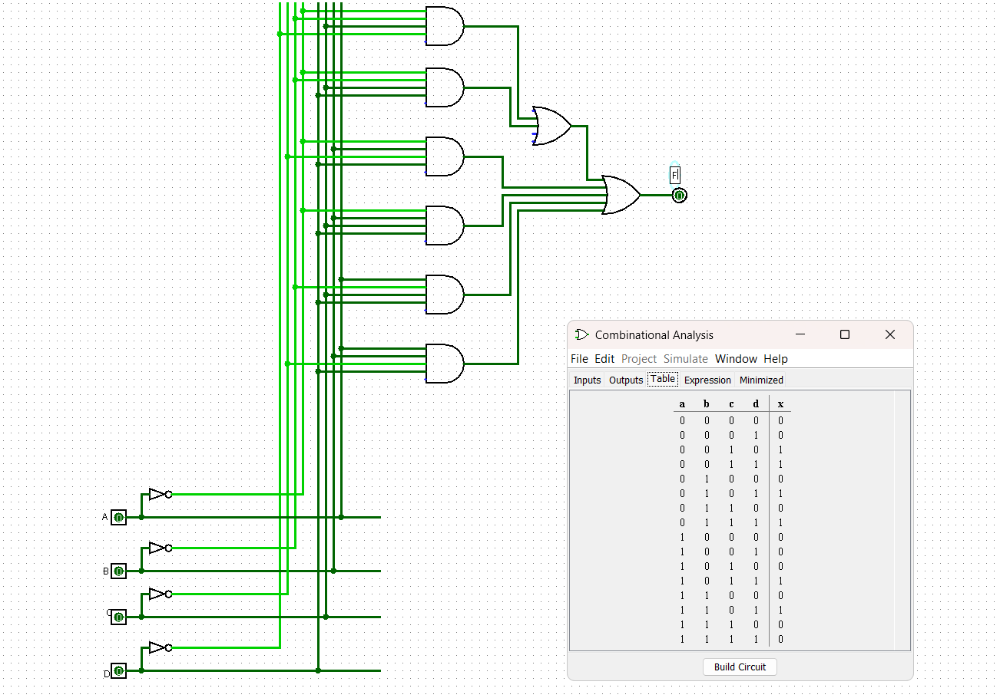 F
Combinational Analysis
File Edit Project Simulate Window Help
Inputs Outputs Table Expression Minimized
a b c d x
0 0 0 0 0
0 0 0 1 0
0 0 1 0 1
0 0 1 1 1
0 1 0 0 0
0 1 0 1 1
0 1 1 0 0
0 1 1 1 1
1 0 0 0 0
1 0 0 1 0
1 0 1 0 0
1 0 1 1 1
1 1 0 0 0
1 1 0 1 1
1 1 1 0 0
1 1 1 1 0
Build Circuit
A 0
B 0
C 0
D 0